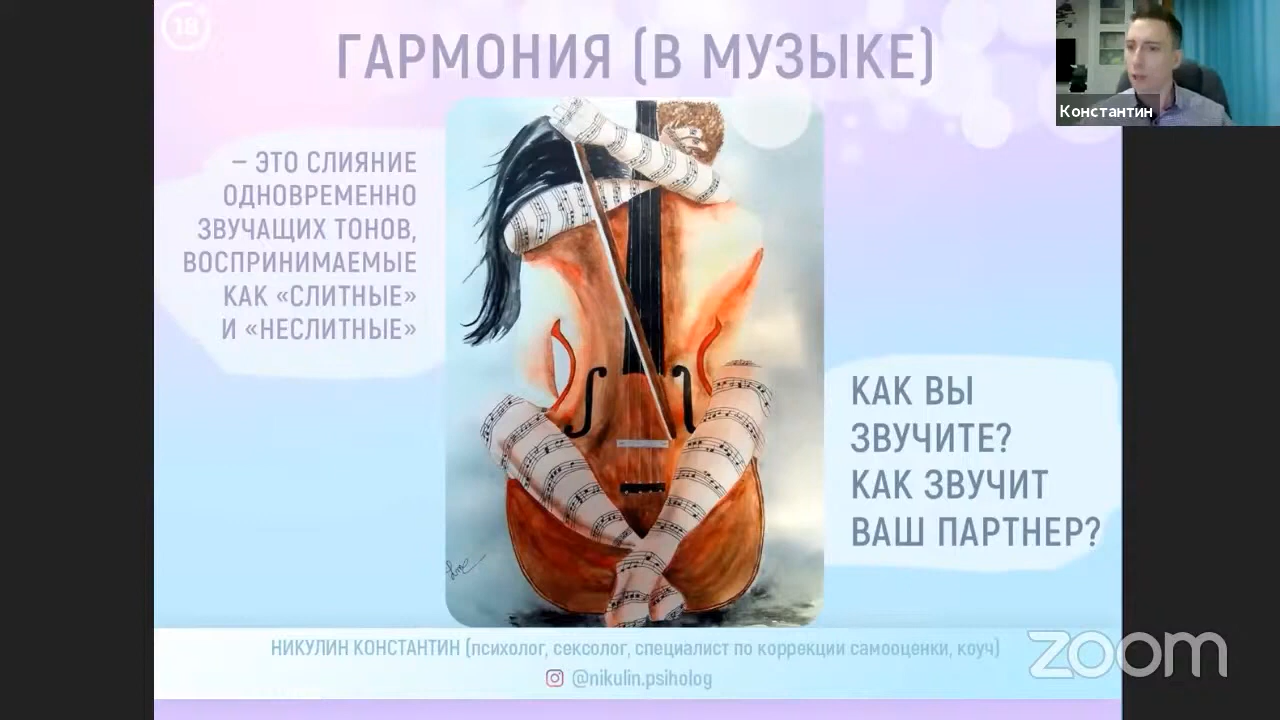 18
ГАРМОНИЯ (В МУЗЫКЕ)
Константин
– ЭТО СЛИЯНИЕ
ОДНОВРЕМЕННО
ЗВУЧАЩИХ ТОНОВ,
ВОСПРИНИМАЕМЫЕ
КАК «СЛИТНЫЕ»
И «НЕСЛИТНЫЕ»
КАК ВЫ
ЗВУЧИТЕ?
КАК ЗВУЧИТ
ВАШ ПАРТНЕР?
НИКУЛИН КОНСТАНТИН (психолог, сексолог, специалист по коррекции самооценки, коуч)
@nikulin.psiholog
zoom